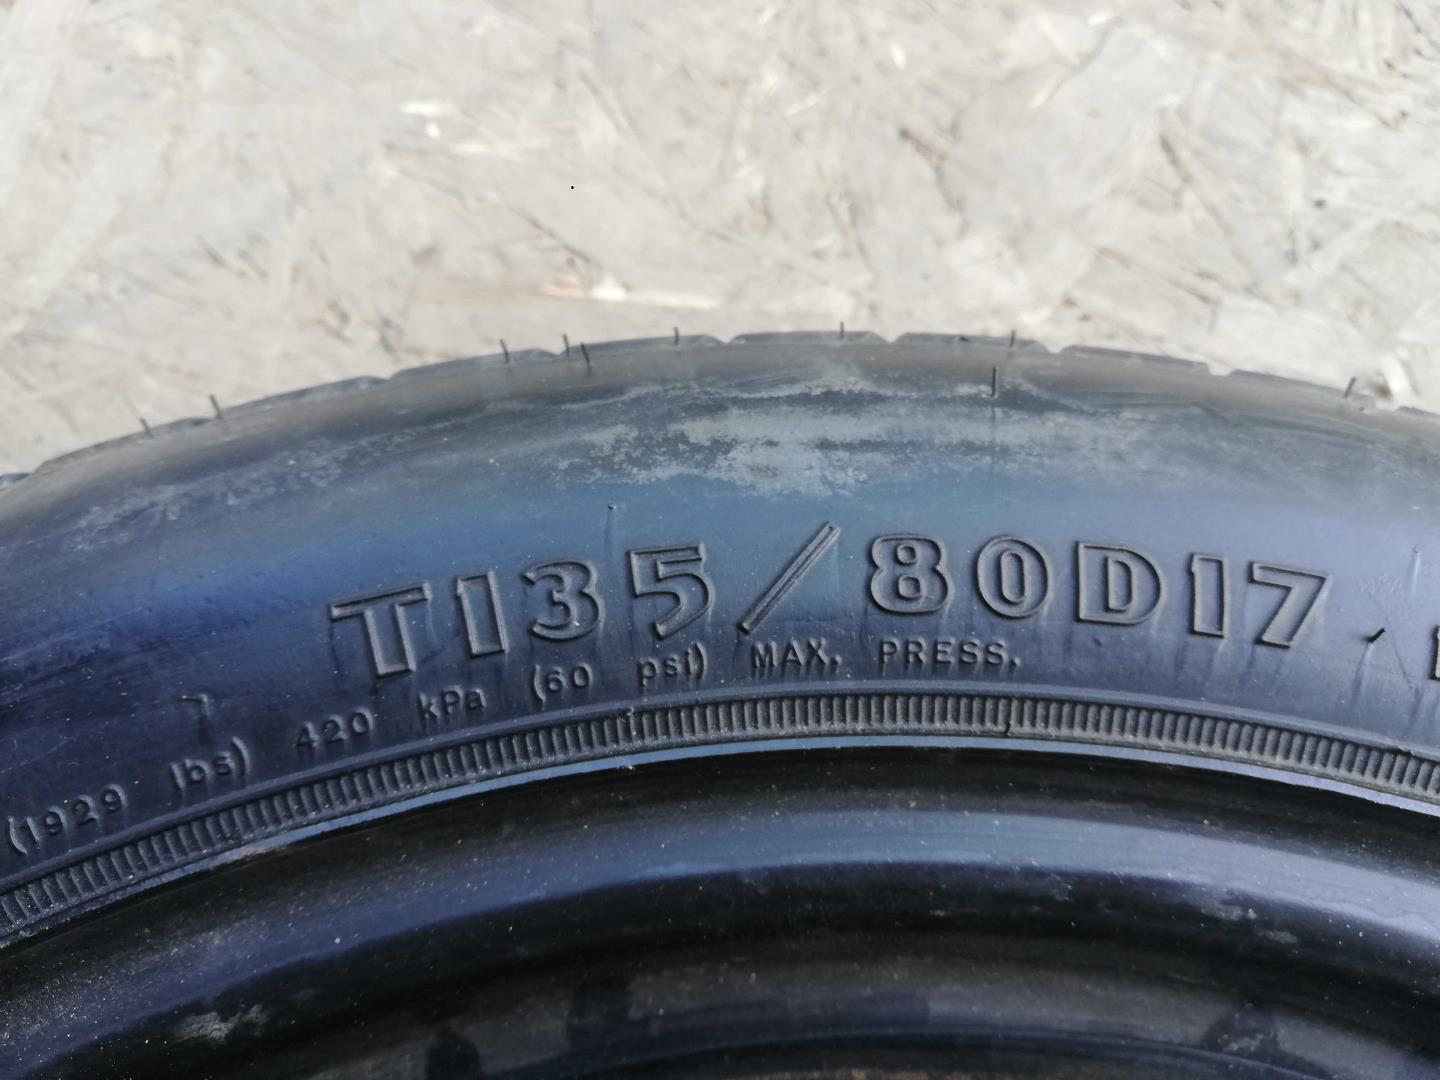 T135/80D17
(1929 lbs) 420 kPa (60 psi) MAX. PRESS.